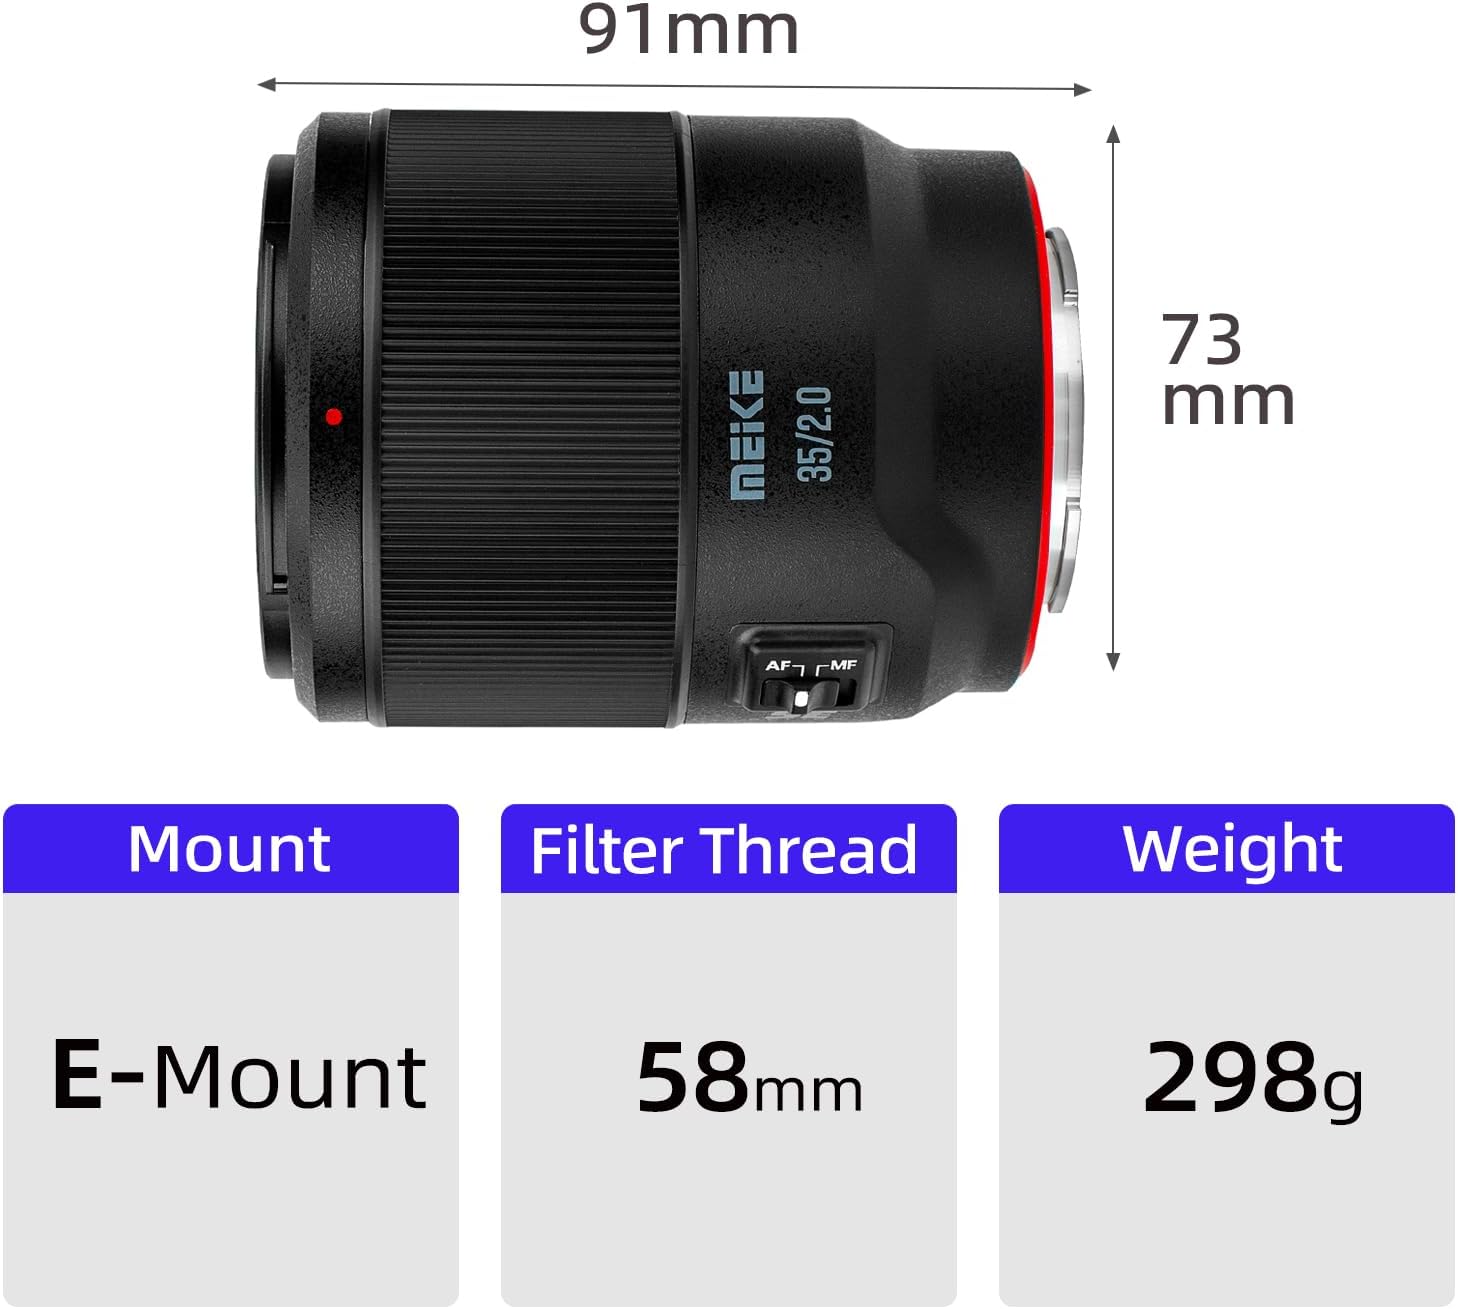 91mm
73
mm
MEIKE
35/2.0
AF MF
Mount
Filter Thread
Weight
E-Mount
58mm
298g